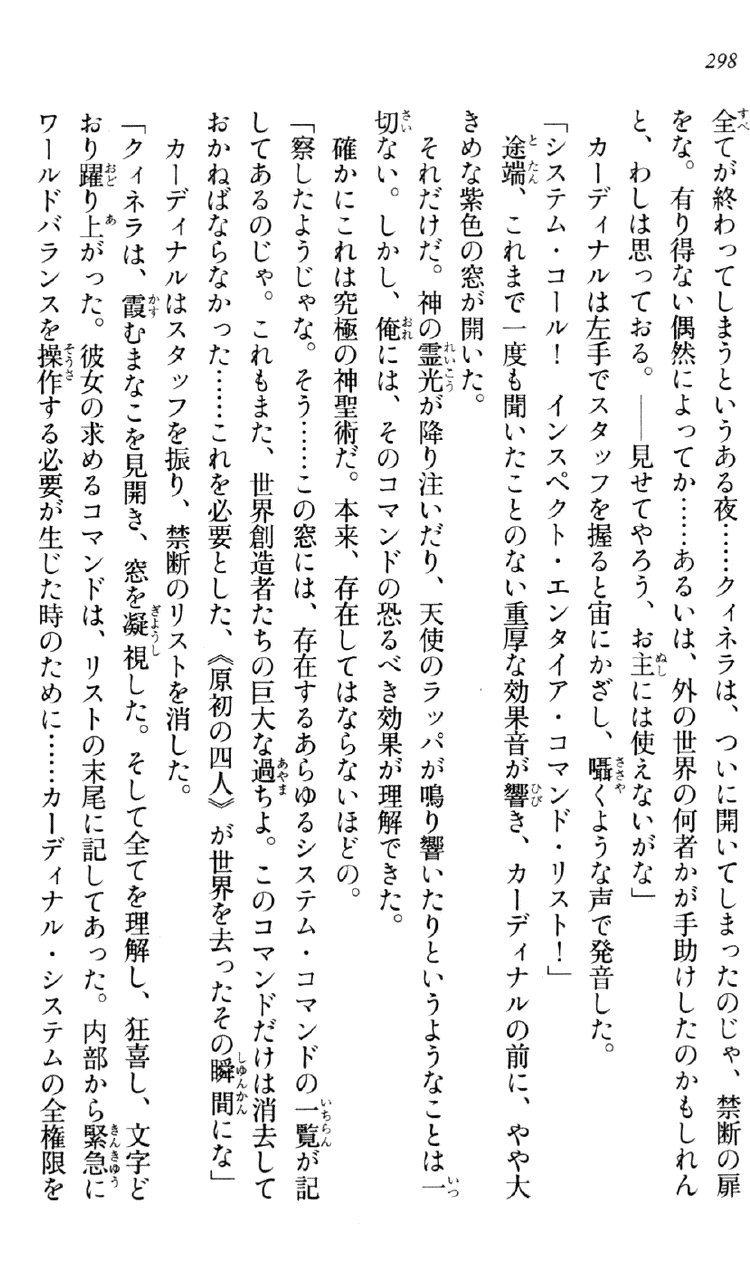 298
全てが終わってしまうというある夜……クィネラは、ついに開いてしまったのじゃ、禁断の扉
をな。有り得ない偶然によってか……あるいは、外の世界の何者かが手助けしたのかもしれん
と、わしは思っておる。――見せてやろう、お主には使えないがな」
カーディナルは左手でスタッフを握ると宙にかざし、囁くような声で発音した。
「システム・コール!　インスペクト・エンタイア・コマンド・リスト!」
途端、これまで一度も聞いたことのない重厚な効果音が響き、カーディナルの前に、やや大
きめな紫色の窓が開いた。
それだけだ。神の霊光が降り注いだり、天使のラッパが鳴り響いたりというようなことは一
切ない。しかし、俺には、そのコマンドの恐るべき効果が理解できた。
確かにこれは究極の神聖術だ。本来、存在してはならないほどの。
「察したようじゃな。そう……この窓には、存在するあらゆるシステム・コマンドの一覧が記
してあるのじゃ。これもまた、世界創造者たちの巨大な過ちよ。このコマンドだけは消去して
おかねばならなかった……これを必要とした、《原初の四人》が世界を去ったその瞬間にな」
カーディナルはスタッフを振り、禁断のリストを消した。
「クィネラは、霞むまなこを見開き、窓を凝視した。そして全てを理解し、狂喜し、文字ど
おり躍り上がった。彼女の求めるコマンドは、リストの末尾に記してあった。内部から緊急に
ワールドバランスを操作する必要が生じた時のために……カーディナル・システムの全権限を